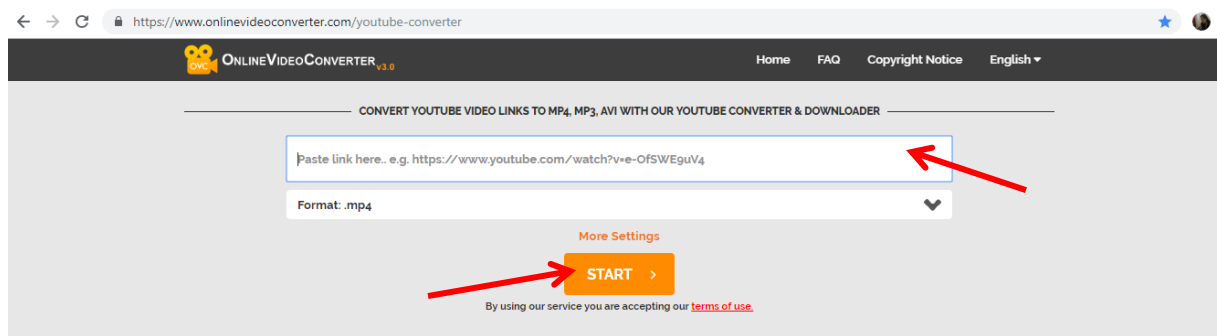 https://www.onlinevideoconverter.com/youtube-converter
OVC ONLINEVIDEOCONVERTER v3.0 Home FAQ Copyright Notice English
CONVERT YOUTUBE VIDEO LINKS TO MP4, MP3, AVI WITH OUR YOUTUBE CONVERTER & DOWNLOADER
Paste link here.. e.g. https://www.youtube.com/watch?v=e-OfSWE9uV4
Format: .mp4
More Settings
START
By using our service you are accepting our terms of use.